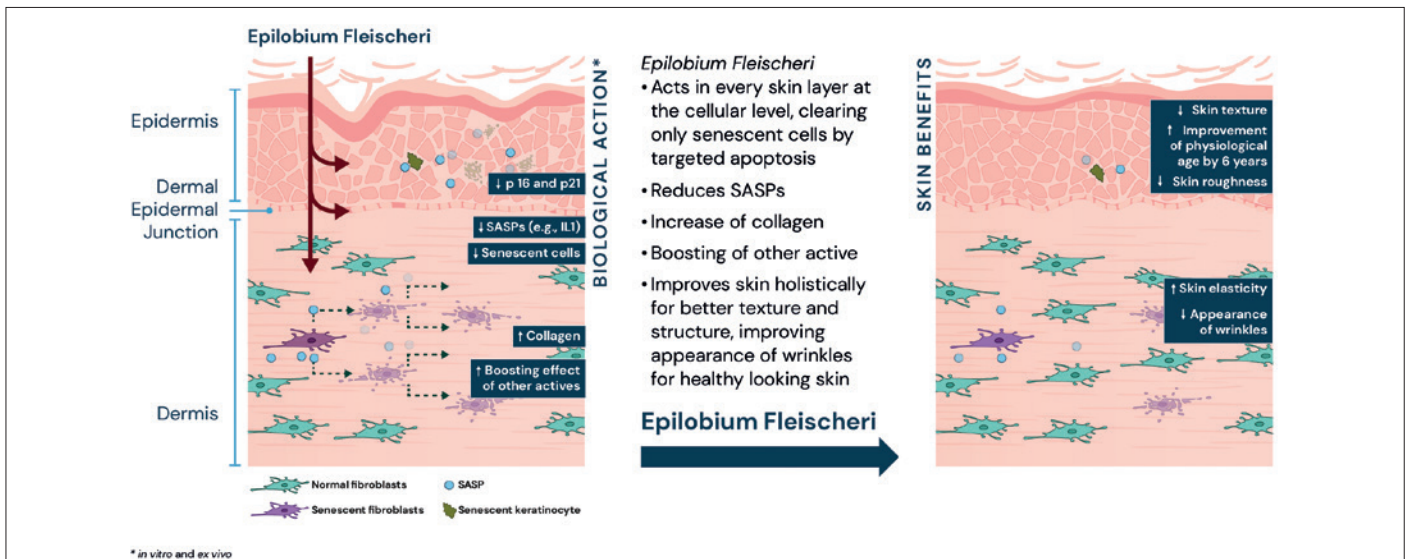 Epilobium Fleischeri
Epidermis
Dermal
Epidermal
Junction
Dermis
↓ p 16 and p21
↓ SASPs (e.g., IL1)
↓ Senescent cells
↑ Collagen
↑ Boosting effect
of other actives
BIOLOGICAL ACTION*
Normal fibroblasts
SASP
Senescent fibroblasts
Senescent keratinocyte
* in vitro and ex vivo
Epilobium Fleischeri
• Acts in every skin layer at
the cellular level, clearing
only senescent cells by
targeted apoptosis
• Reduces SASPs
• Increase of collagen
• Boosting of other active
• Improves skin holistically
for better texture and
structure, improving
appearance of wrinkles
for healthy looking skin
Epilobium Fleischeri
SKIN BENEFITS
↓ Skin texture
↑ Improvement
of physiological
age by 6 years
↓ Skin roughness
↑ Skin elasticity
↓ Appearance
of wrinkles